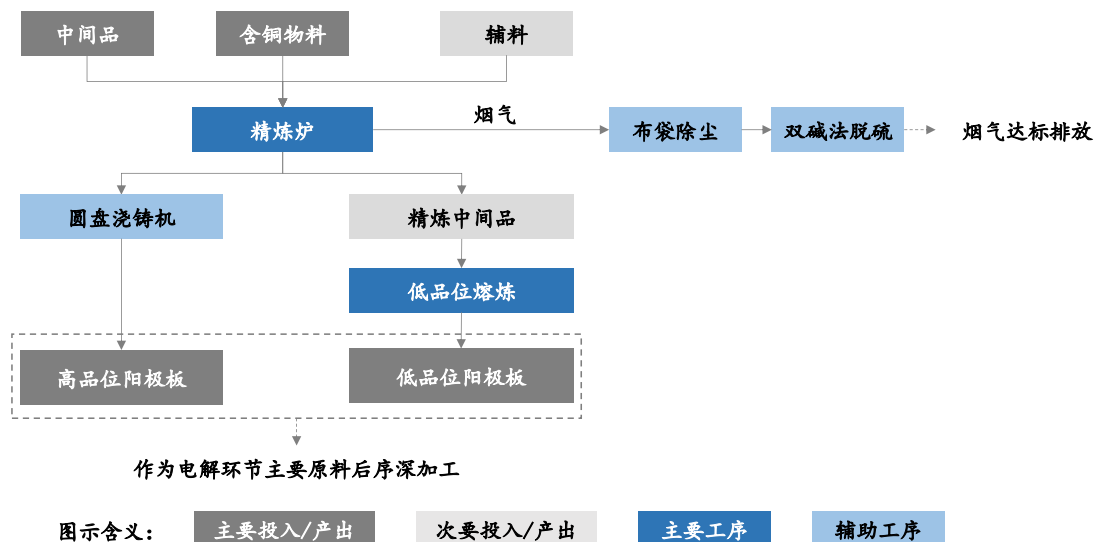 中间品
含铜物料
辅料
精炼炉
烟气
布袋除尘
双碱法脱硫
烟气达标排放
圆盘浇铸机
精炼中间品
低品位熔炼
高品位阳极板
低品位阳极板
作为电解环节主要原料后序深加工
图示含义：
主要投入/产出
次要投入/产出
主要工序
辅助工序